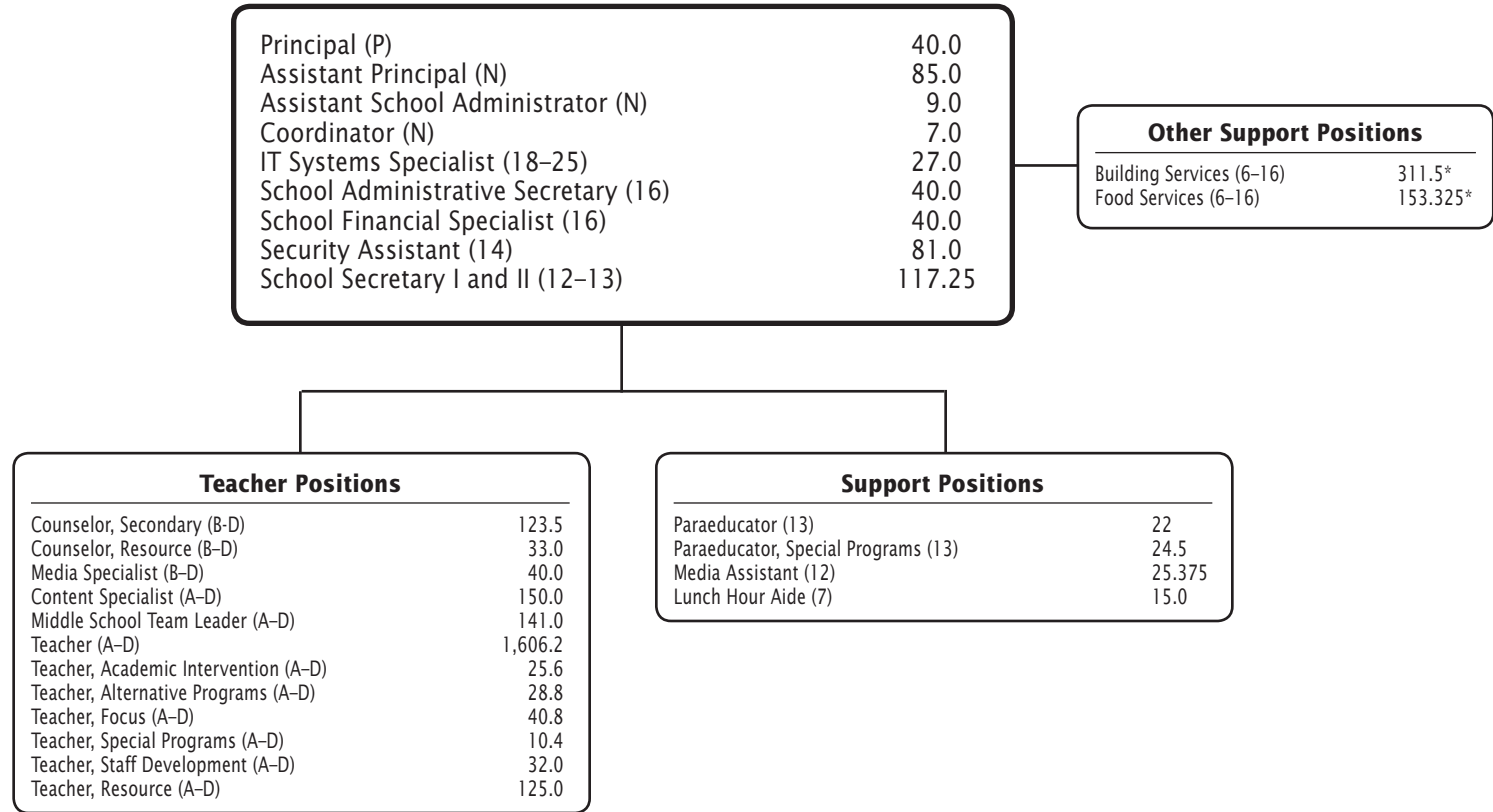 Principal (P) 40.0
Assistant Principal (N) 85.0
Assistant School Administrator (N) 9.0
Coordinator (N) 7.0
IT Systems Specialist (18–25) 27.0
School Administrative Secretary (16) 40.0
School Financial Specialist (16) 40.0
Security Assistant (14) 81.0
School Secretary I and II (12–13) 117.25
Other Support Positions
Building Services (6–16) 311.5*
Food Services (6–16) 153.325*
Teacher Positions
Counselor, Secondary (B-D) 123.5
Counselor, Resource (B–D) 33.0
Media Specialist (B–D) 40.0
Content Specialist (A–D) 150.0
Middle School Team Leader (A–D) 141.0
Teacher (A–D) 1,606.2
Teacher, Academic Intervention (A–D) 25.6
Teacher, Alternative Programs (A–D) 28.8
Teacher, Focus (A–D) 40.8
Teacher, Special Programs (A–D) 10.4
Teacher, Staff Development (A–D) 32.0
Teacher, Resource (A–D) 125.0
Support Positions
Paraeducator (13) 22
Paraeducator, Special Programs (13) 24.5
Media Assistant (12) 25.375
Lunch Hour Aide (7) 15.0